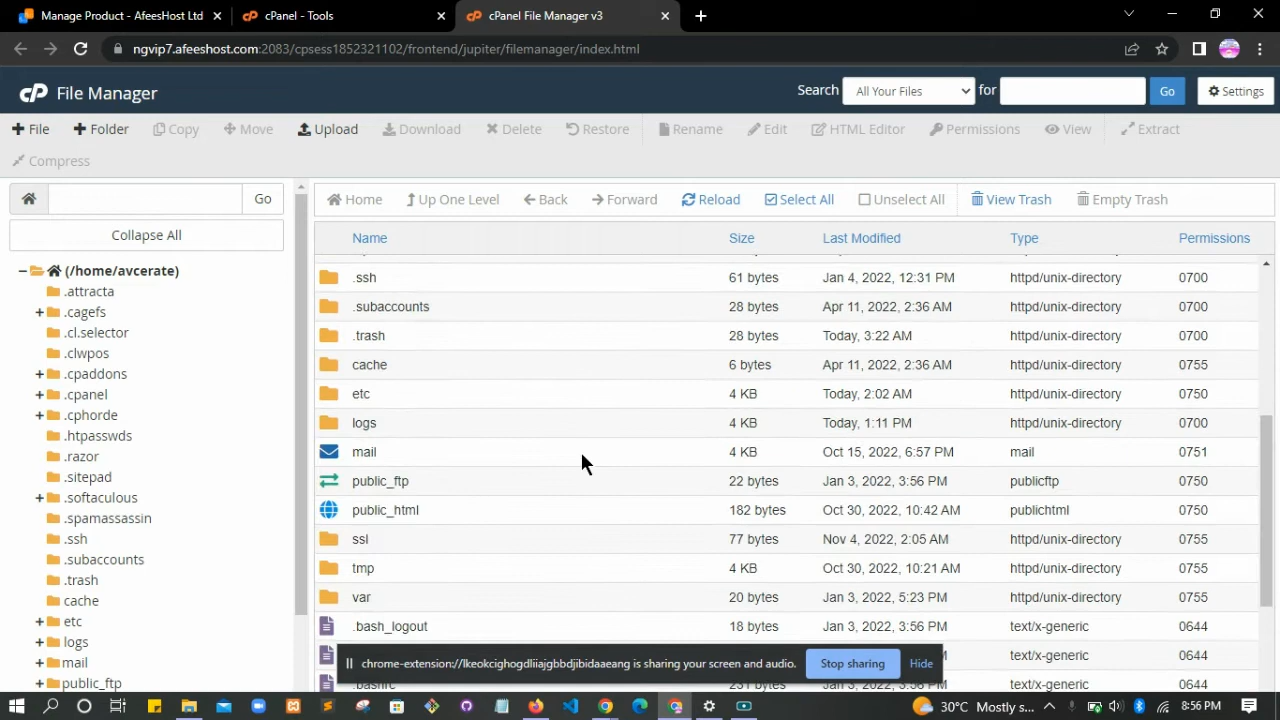 Manage Product - AfeesHost Ltd
cPanel - Tools
cPanel File Manager v3
ngvip7.afeeshost.com:2083/cpsess1852321102/frontend/jupiter/filemanager/index.html
cP File Manager
Search All Your Files for Go Settings
File Folder Copy Move Upload Download Delete Restore Rename Edit HTML Editor Permissions View Extract
Compress
Go
Home Up One Level Back Forward Reload Select All Unselect All View Trash Empty Trash
Collapse All
(/home/avcerate)
.attracta
.cagefs
.cl.selector
.clwpos
.cpaddons
.cpanel
.cphorde
.htpasswds
.razor
.sitepad
.softaculous
.spamassassin
.ssh
.subaccounts
.trash
cache
etc
logs
mail
public_ftp
Name Size Last Modified Type Permissions
.ssh 61 bytes Jan 4, 2022, 12:31 PM httpd/unix-directory 0700
.subaccounts 28 bytes Apr 11, 2022, 2:36 AM httpd/unix-directory 0700
.trash 28 bytes Today, 3:22 AM httpd/unix-directory 0700
cache 6 bytes Apr 11, 2022, 2:36 AM httpd/unix-directory 0755
etc 4 KB Today, 2:02 AM httpd/unix-directory 0750
logs 4 KB Today, 1:11 PM httpd/unix-directory 0700
mail 4 KB Oct 15, 2022, 6:57 PM mail 0751
public_ftp 22 bytes Jan 3, 2022, 3:56 PM publicftp 0750
public_html 182 bytes Oct 30, 2022, 10:42 AM publichtml 0750
ssl 77 bytes Nov 4, 2022, 2:05 AM httpd/unix-directory 0755
tmp 4 KB Oct 30, 2022, 10:21 AM httpd/unix-directory 0755
var 20 bytes Jan 3, 2022, 5:23 PM httpd/unix-directory 0755
.bash_logout 18 bytes Jan 3, 2022, 3:56 PM text/x-generic 0644
text/x-generic 0644
.bashrc 231 bytes Jan 3, 2022, 3:56 PM text/x-generic 0644
chrome-extension://lkeokcighogdliiajgbbdjibidaaeang is sharing your screen and audio. Stop sharing Hide
30°C Mostly s... 8:56 PM